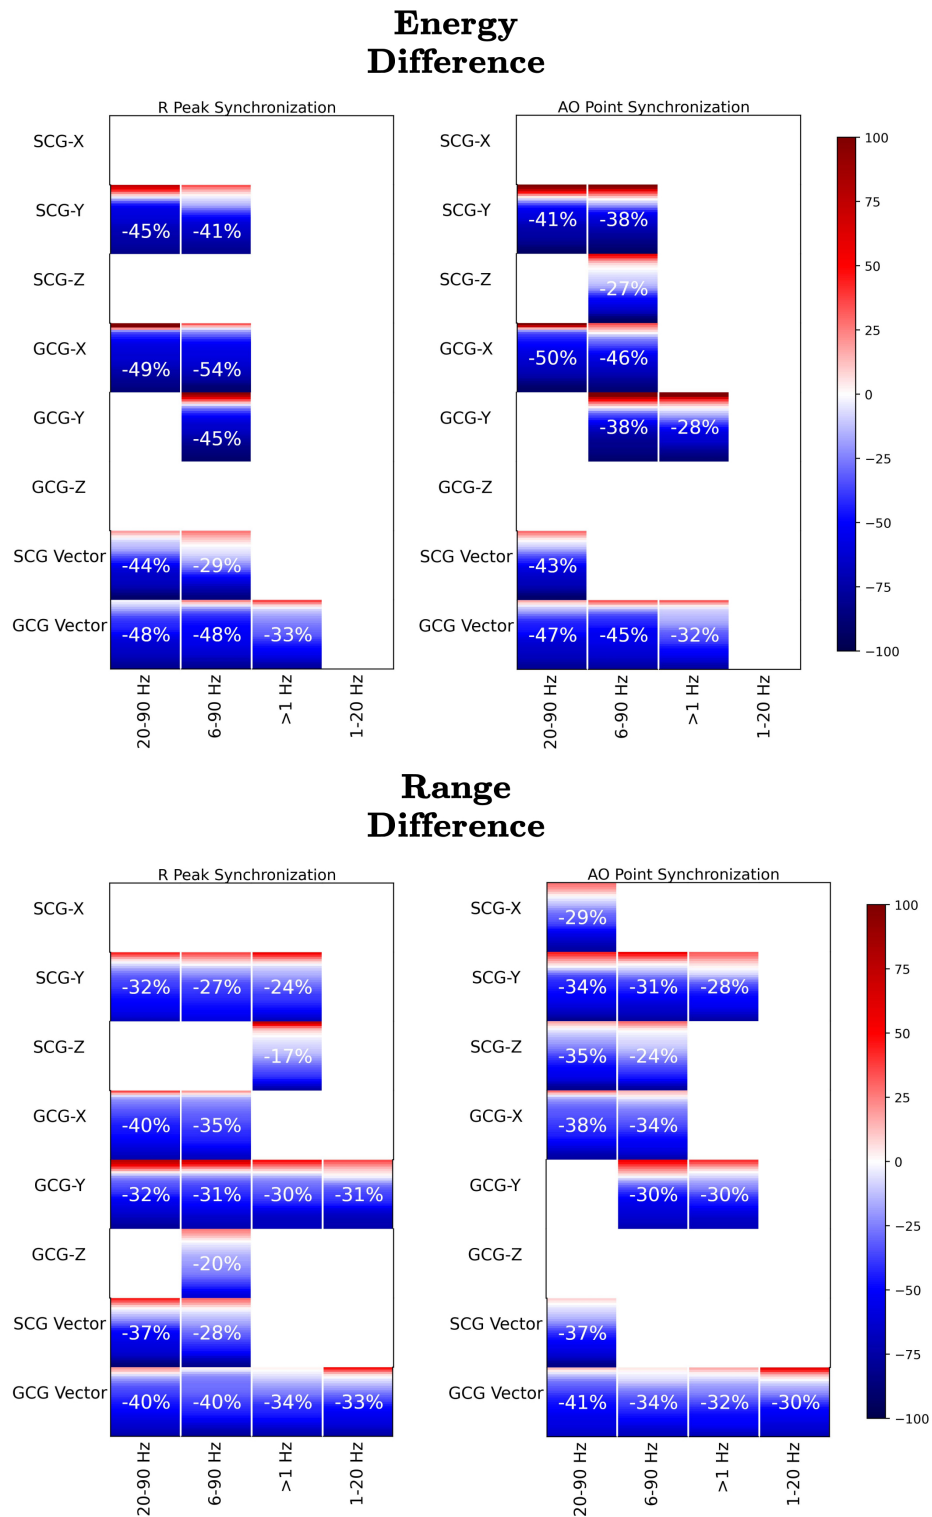 Energy
Difference
R Peak Synchronization
AO Point Synchronization
SCG-X
SCG-X
100
75
50
25
0
−25
−50
−75
−100
SCG-Y
-45%
-41%
SCG-Y
-41%
-38%
SCG-Z
SCG-Z
-27%
GCG-X
-49%
-54%
GCG-X
-50%
-46%
GCG-Y
-45%
GCG-Y
-38%
-28%
GCG-Z
GCG-Z
SCG Vector
-44%
-29%
SCG Vector
-43%
GCG Vector
-48%
-48%
-33%
GCG Vector
-47%
-45%
-32%
20-90 Hz
6-90 Hz
>1 Hz
1-20 Hz
20-90 Hz
6-90 Hz
>1 Hz
1-20 Hz
Range
Difference
R Peak Synchronization
AO Point Synchronization
SCG-X
SCG-X
-29%
100
75
50
25
0
−25
−50
−75
−100
SCG-Y
-32%
-27%
-24%
SCG-Y
-34%
-31%
-28%
SCG-Z
-17%
SCG-Z
-35%
-24%
GCG-X
-40%
-35%
GCG-X
-38%
-34%
GCG-Y
-32%
-31%
-30%
-31%
GCG-Y
-30%
-30%
GCG-Z
-20%
GCG-Z
SCG Vector
-37%
-28%
SCG Vector
-37%
GCG Vector
-40%
-40%
-34%
-33%
GCG Vector
-41%
-34%
-32%
-30%
20-90 Hz
6-90 Hz
>1 Hz
1-20 Hz
20-90 Hz
6-90 Hz
>1 Hz
1-20 Hz